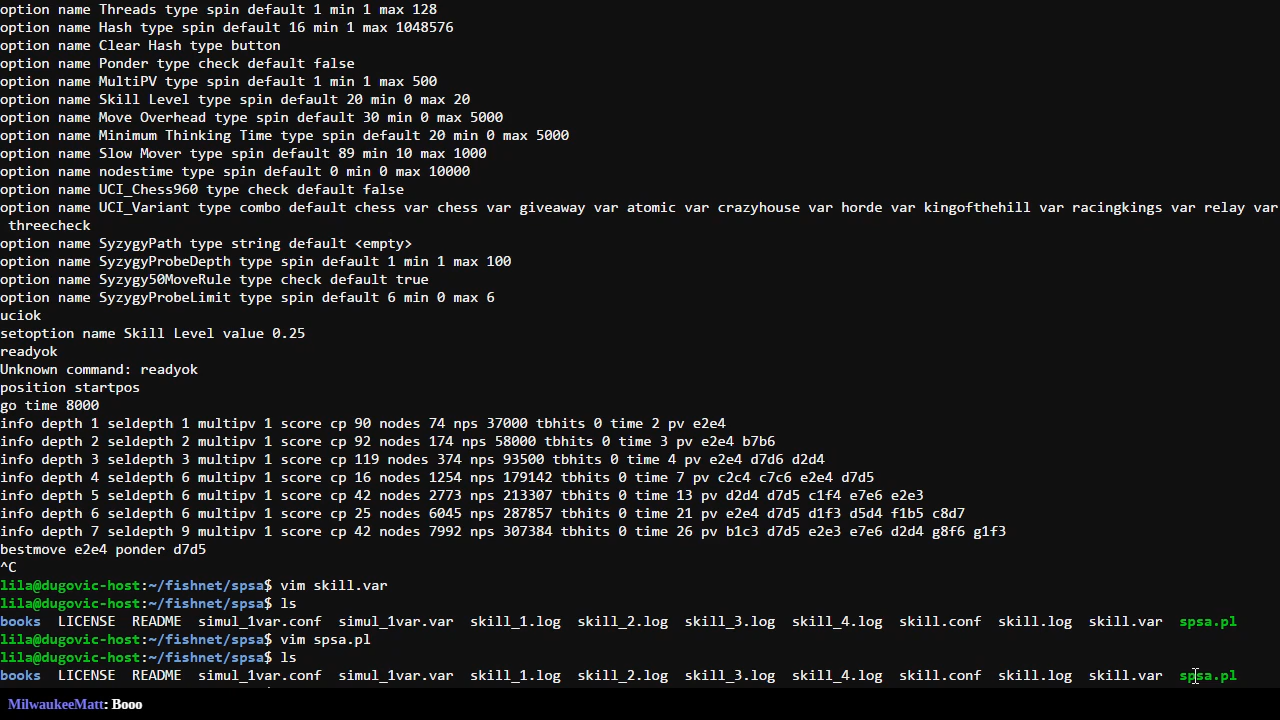 option name Threads type spin default 1 min 1 max 128
option name Hash type spin default 16 min 1 max 1048576
option name Clear Hash type button
option name Ponder type check default false
option name MultiPV type spin default 1 min 1 max 500
option name Skill Level type spin default 20 min 0 max 20
option name Move Overhead type spin default 30 min 0 max 5000
option name Minimum Thinking Time type spin default 20 min 0 max 5000
option name Slow Mover type spin default 89 min 10 max 1000
option name nodestime type spin default 0 min 0 max 10000
option name UCI_Chess960 type check default false
option name UCI_Variant type combo default chess var chess var giveaway var atomic var crazyhouse var horde var kingofthehill var racingkings var relay var
threecheck
option name SyzygyPath type string default <empty>
option name SyzygyProbeDepth type spin default 1 min 1 max 100
option name Syzygy50MoveRule type check default true
option name SyzygyProbeLimit type spin default 6 min 0 max 6
uciok
setoption name Skill Level value 0.25
readyok
Unknown command: readyok
position startpos
go time 8000
info depth 1 seldepth 1 multipv 1 score cp 90 nodes 74 nps 37000 tbhits 0 time 2 pv e2e4
info depth 2 seldepth 2 multipv 1 score cp 92 nodes 174 nps 58000 tbhits 0 time 3 pv e2e4 b7b6
info depth 3 seldepth 3 multipv 1 score cp 119 nodes 374 nps 93500 tbhits 0 time 4 pv e2e4 d7d6 d2d4
info depth 4 seldepth 6 multipv 1 score cp 16 nodes 1254 nps 179142 tbhits 0 time 7 pv c2c4 c7c6 e2e4 d7d5
info depth 5 seldepth 6 multipv 1 score cp 42 nodes 2773 nps 213307 tbhits 0 time 13 pv d2d4 d7d5 c1f4 e7e6 e2e3
info depth 6 seldepth 6 multipv 1 score cp 25 nodes 6045 nps 287857 tbhits 0 time 21 pv e2e4 d7d5 d1f3 d5d4 f1b5 c8d7
info depth 7 seldepth 9 multipv 1 score cp 42 nodes 7992 nps 307384 tbhits 0 time 26 pv b1c3 d7d5 e2e3 e7e6 d2d4 g8f6 g1f3
bestmove e2e4 ponder d7d5
^C
lila@dugovic-host:~/fishnet/spsa$ vim skill.var
lila@dugovic-host:~/fishnet/spsa$ ls
books LICENSE README simul_1var.conf simul_1var.var skill_1.log skill_2.log skill_3.log skill_4.log skill.conf skill.log skill.var spsa.pl
lila@dugovic-host:~/fishnet/spsa$ vim spsa.pl
lila@dugovic-host:~/fishnet/spsa$ ls
books LICENSE README simul_1var.conf simul_1var.var skill_1.log skill_2.log skill_3.log skill_4.log skill.conf skill.log skill.var spsa.pl
MilwaukeeMatt: Booo